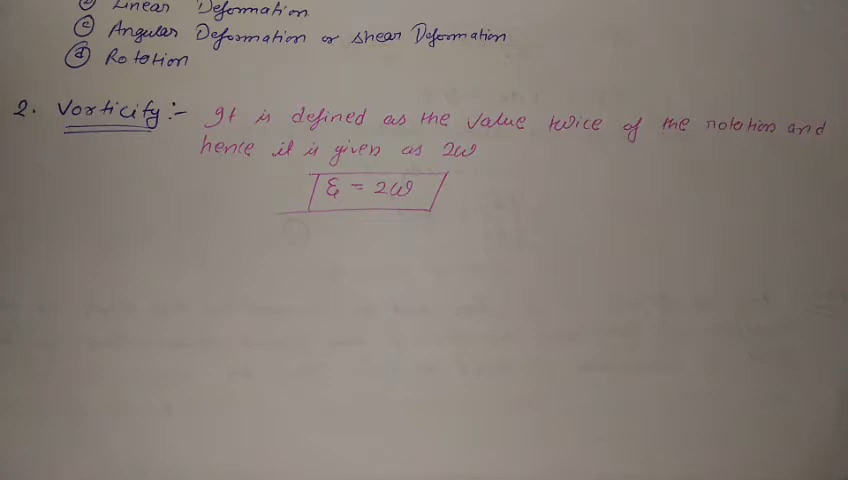 (b) Linear Deformation
(c) Angular Deformation or shear Deformation
(d) Rotation
2. Vorticity :- It is defined as the value twice of the rotation and
hence it is given as 2ω
ξ = 2ω